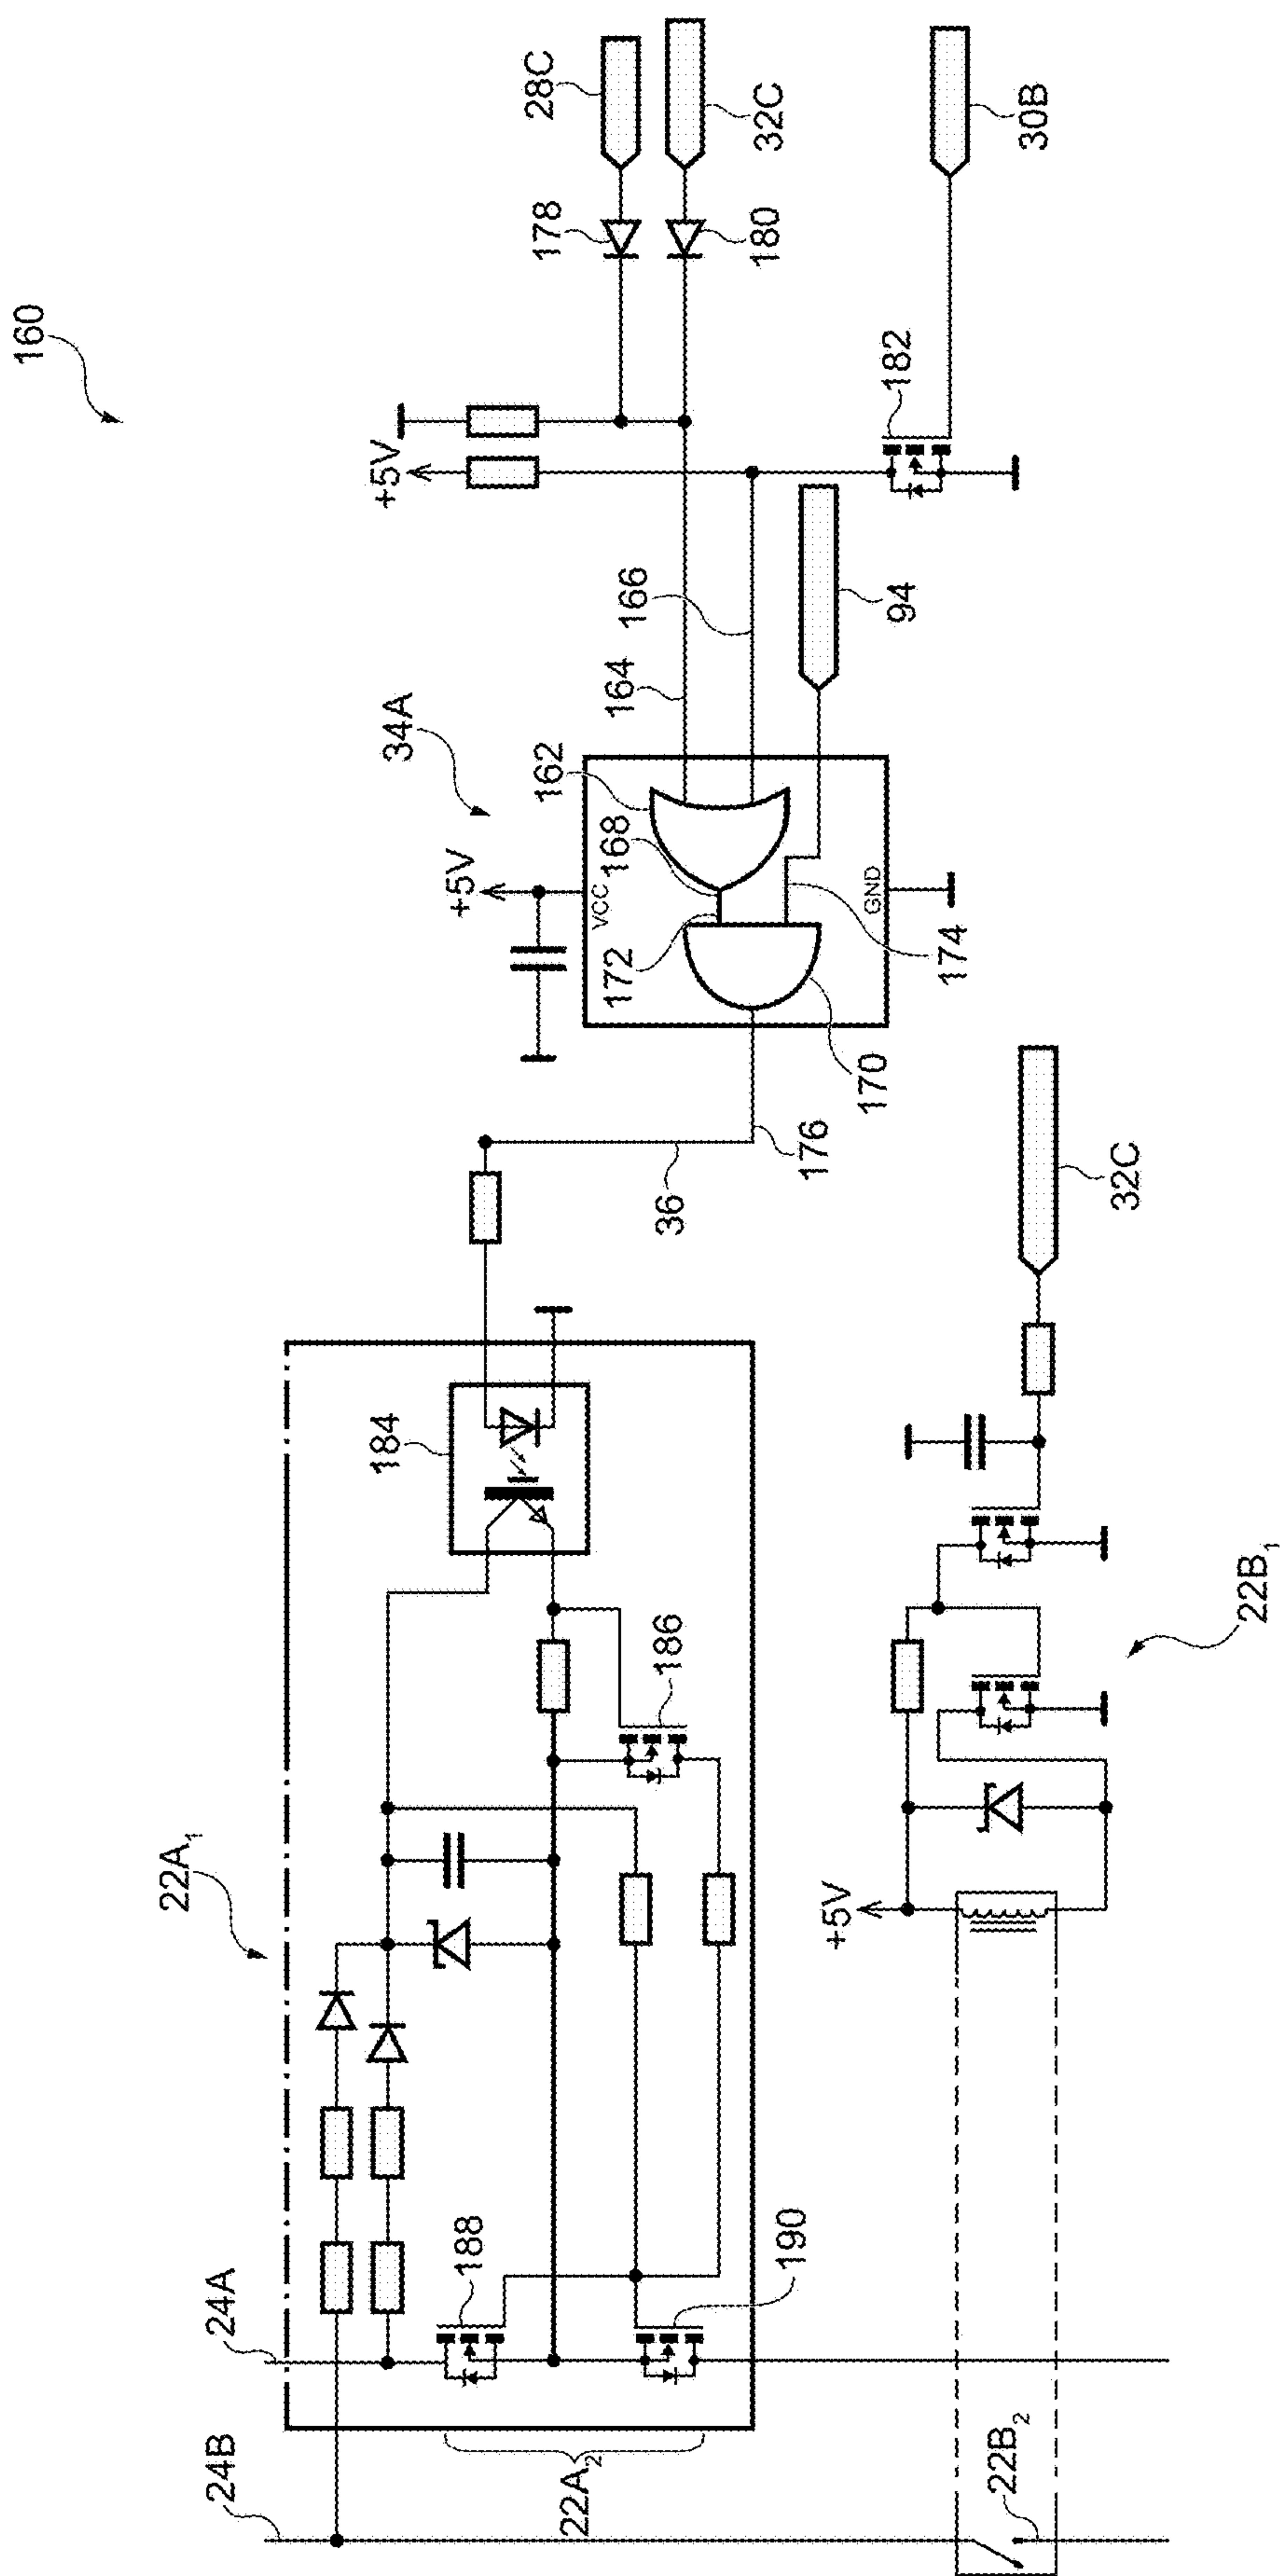 160
28C
32C
178
180
30B
182
+5V
166
164
94
34A
162
168
172
174
+5V
VCC
GND
170
176
36
32C
184
186
22B1
22A1
+5V
188
190
24A
24B
22A2
22B2